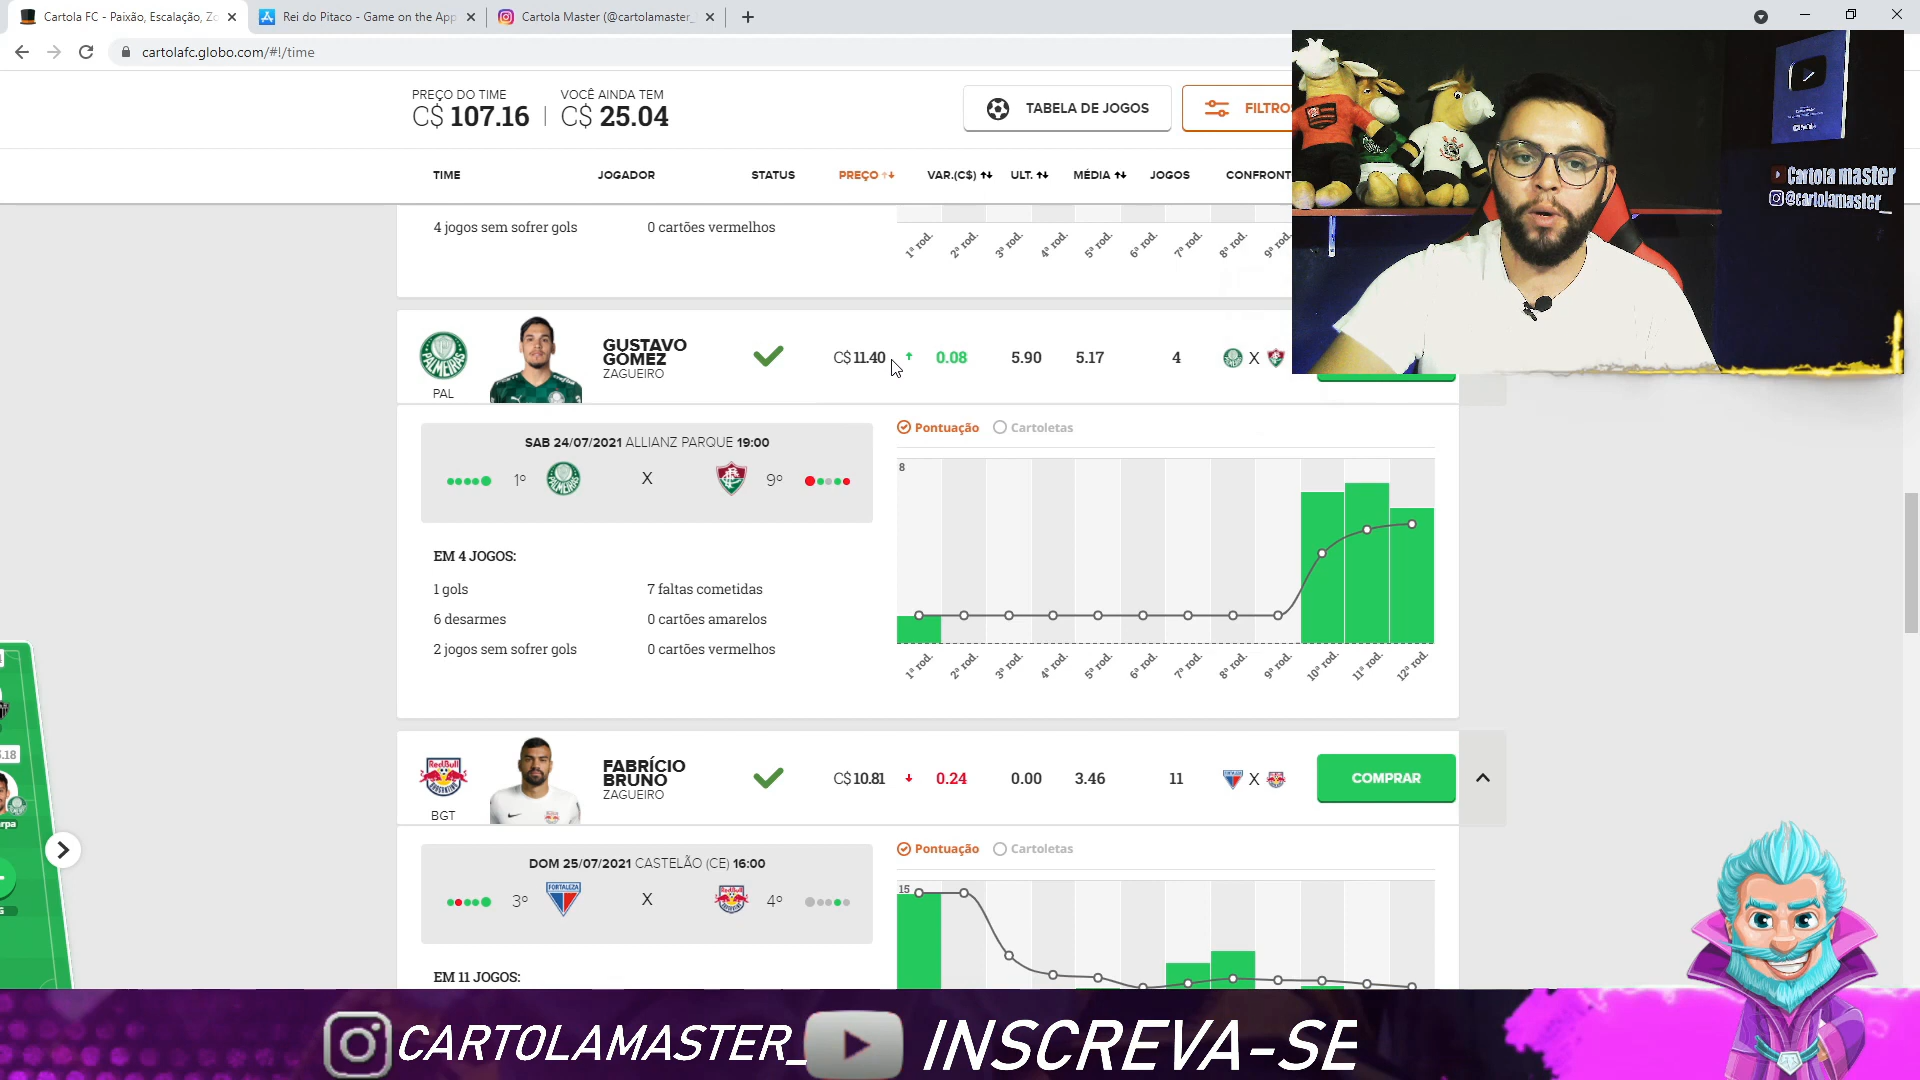 Cartola FC - Paixão, Escalação, Zo
Rei do Pitaco - Game on the App
Cartola Master (@cartolamaster_
cartolafc.globo.com/#!/time
PREÇO DO TIME
C$ 107.16
VOCÊ AINDA TEM
C$ 25.04
TABELA DE JOGOS
FILTROS
TIME JOGADOR STATUS PREÇO VAR.(C$) ULT. MÉDIA JOGOS CONFRONT
4 jogos sem sofrer gols 0 cartões vermelhos
1ª rod. 2ª rod. 3ª rod. 4ª rod. 5ª rod. 6ª rod. 7ª rod. 8ª rod. 9ª rod.
Cartola master
@cartolamaster_
PAL
GUSTAVO
GÓMEZ
ZAGUEIRO
C$ 11.40 0.08 5.90 5.17 4 X
SAB 24/07/2021 ALLIANZ PARQUE 19:00
1º X 9º
EM 4 JOGOS:
1 gols 7 faltas cometidas
6 desarmes 0 cartões amarelos
2 jogos sem sofrer gols 0 cartões vermelhos
Pontuação Cartoletas
8
1ª rod. 2ª rod. 3ª rod. 4ª rod. 5ª rod. 6ª rod. 7ª rod. 8ª rod. 9ª rod. 10ª rod. 11ª rod. 12ª rod.
BGT
FABRÍCIO
BRUNO
ZAGUEIRO
C$ 10.81 0.24 0.00 3.46 11 X
COMPRAR
DOM 25/07/2021 CASTELÃO (CE) 16:00
3º FORTALEZA X 4º
EM 11 JOGOS:
Pontuação Cartoletas
15
CARTOLAMASTER_
INSCREVA-SE